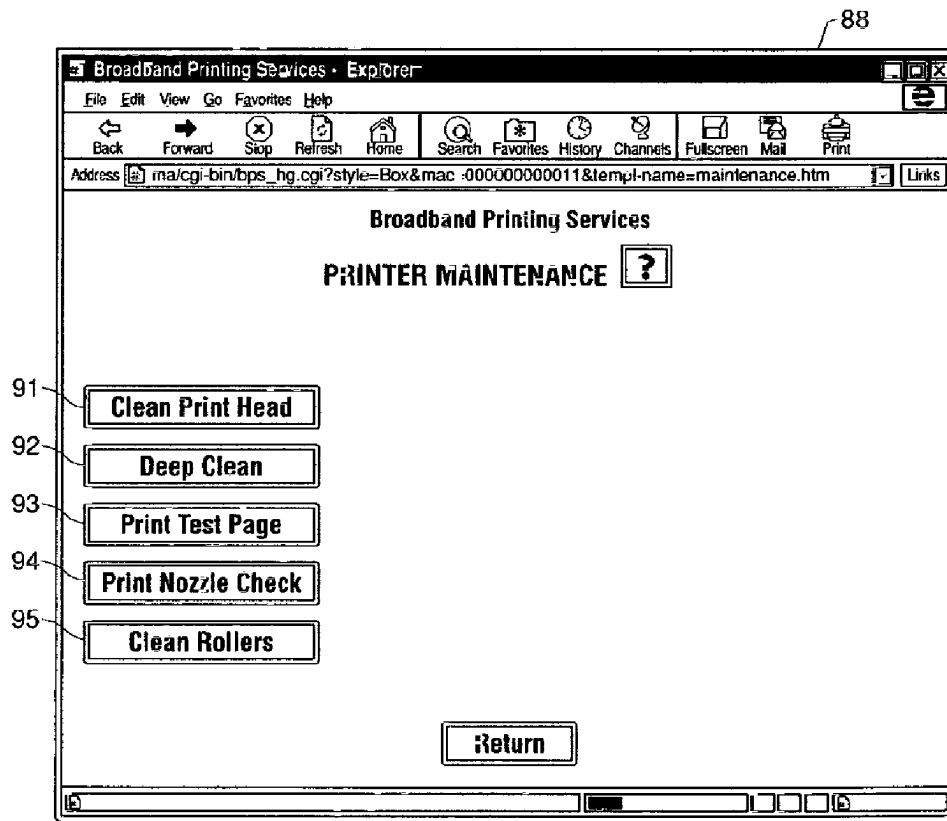 88
Broadband Printing Services - Explorer
File Edit View Go Favorites Help
Back Forward Stop Refresh Home Search Favorites History Channels Fullscreen Mail Print
Address ma/cgi-bin/bps_hg.cgi?style=Box&mac :000000000011&templ-name=maintenance.htm Links
Broadband Printing Services
PRINTER MAINTENANCE ?
91 Clean Print Head
92 Deep Clean
93 Print Test Page
94 Print Nozzle Check
95 Clean Rollers
Return